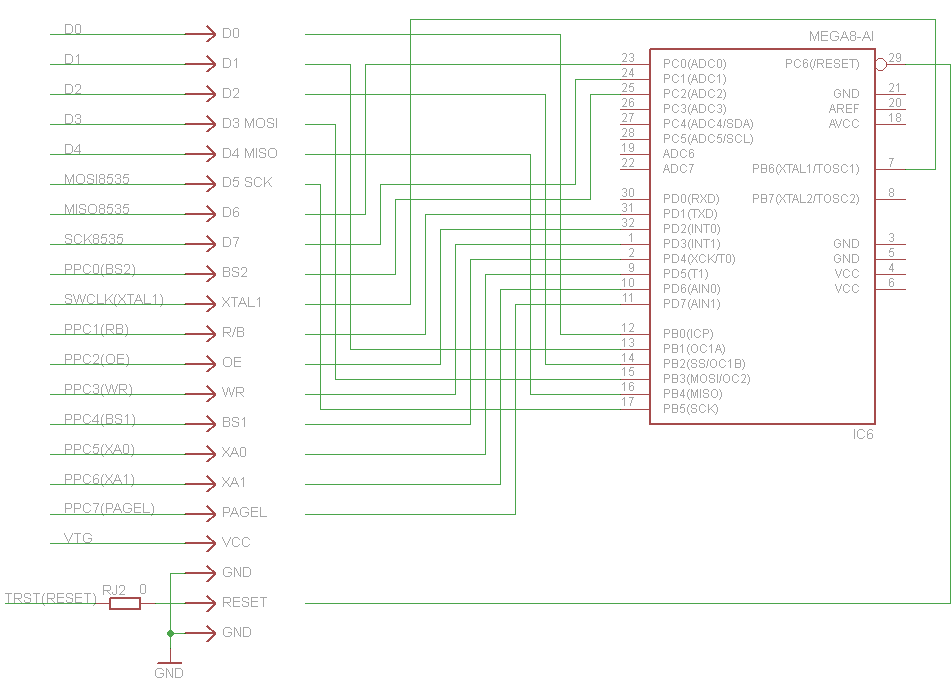 D0 D0
D1 D1
D2 D2
D3 D3 MOSI
D4 D4 MISO
MOSI8535 D5 SCK
MISO8535 D6
SCK8535 D7
PPC0(BS2) BS2
SWCLK(XTAL1) XTAL1
PPC1(RB) R/B
PPC2(OE) OE
PPC3(WR) WR
PPC4(BS1) BS1
PPC5(XA0) XA0
PPC6(XA1) XA1
PPC7(PAGEL) PAGEL
VTG VCC
GND
RJ2 0
TRST(RESET) RESET
GND
GND
MEGA8-AI
23 PC0(ADC0) PC6(/RESET) 29
24 PC1(ADC1)
25 PC2(ADC2) GND 21
26 PC3(ADC3) AREF 20
27 PC4(ADC4/SDA) AVCC 18
28 PC5(ADC5/SCL)
19 ADC6
22 ADC7 PB6(XTAL1/TOSC1) 7
30 PD0(RXD) PB7(XTAL2/TOSC2) 8
31 PD1(TXD)
32 PD2(INT0)
1 PD3(INT1) GND 3
2 PD4(XCK/T0) GND 5
9 PD5(T1) VCC 4
10 PD6(AIN0) VCC 6
11 PD7(AIN1)
12 PB0(ICP)
13 PB1(OC1A)
14 PB2(SS/OC1B)
15 PB3(MOSI/OC2)
16 PB4(MISO)
17 PB5(SCK)
IC6